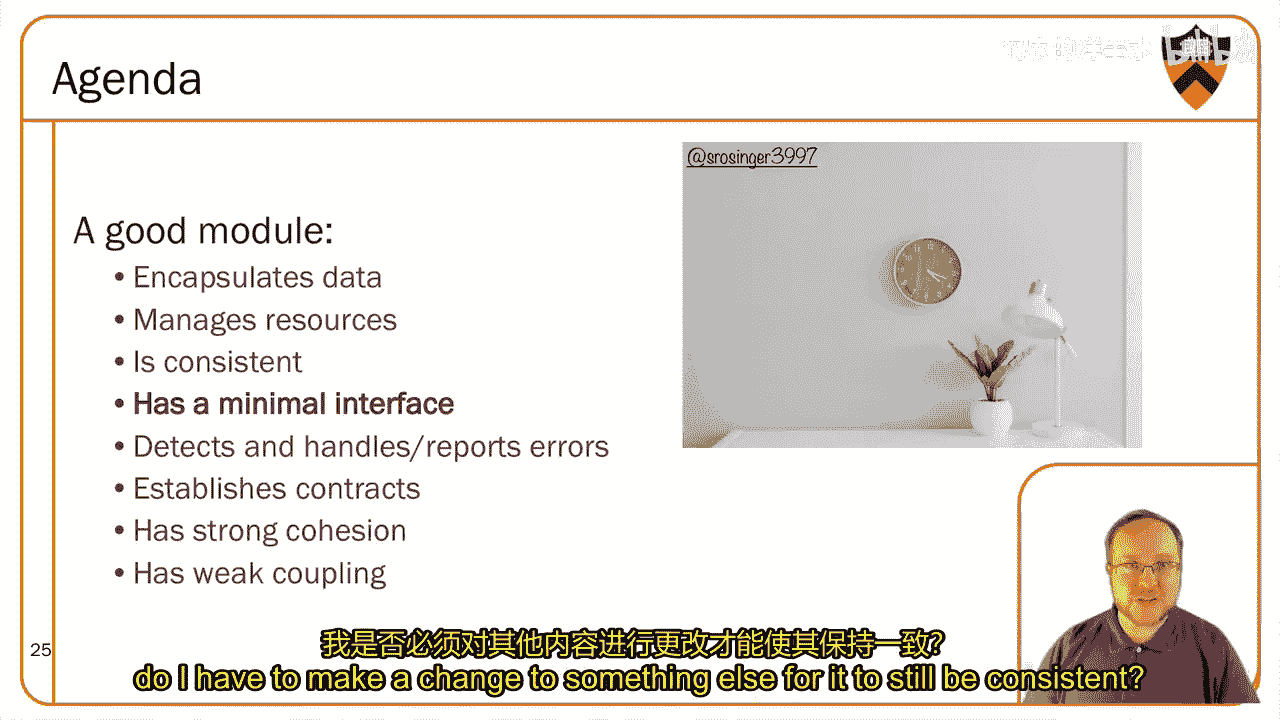 Agenda
@srosinger3997
A good module:
• Encapsulates data
• Manages resources
• Is consistent
• Has a minimal interface
• Detects and handles/reports errors
• Establishes contracts
• Has strong cohesion
• Has weak coupling
25
我是否必须对其他内容进行更改才能使其保持一致？
do I have to make a change to something else for it to still be consistent?